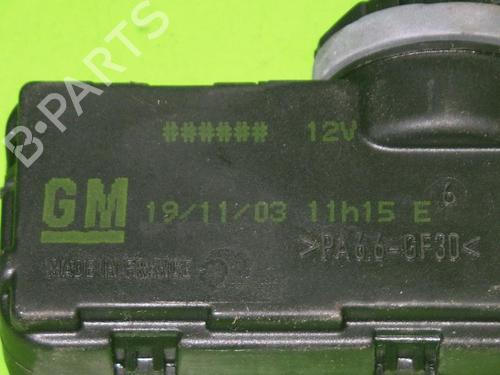 ###### 12V
GM 19/11/03 11h15 E 6
>PA6.6-GF30<
MADE IN FRANCE
B-PARTS